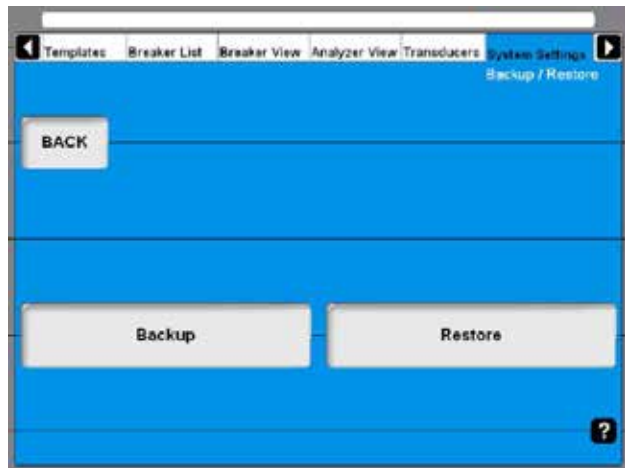 Templates Breaker List Breaker View Analyzer View Transducers System Settings
Backup / Restore
BACK
Backup Restore
?